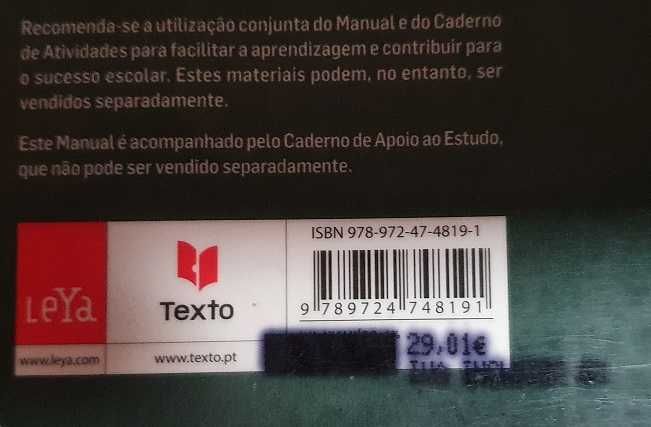 Recomenda-se a utilização conjunta do Manual e do Caderno
de Atividades para facilitar a aprendizagem e contribuir para
o sucesso escolar. Estes materiais podem, no entanto, ser
vendidos separadamente.
Este Manual é acompanhado pelo Caderno de Apoio ao Estudo,
que não pode ser vendido separadamente.
LeYa
www.leya.com
Texto
www.texto.pt
ISBN 978-972-47-4819-1
9 789724 748191
29,01€